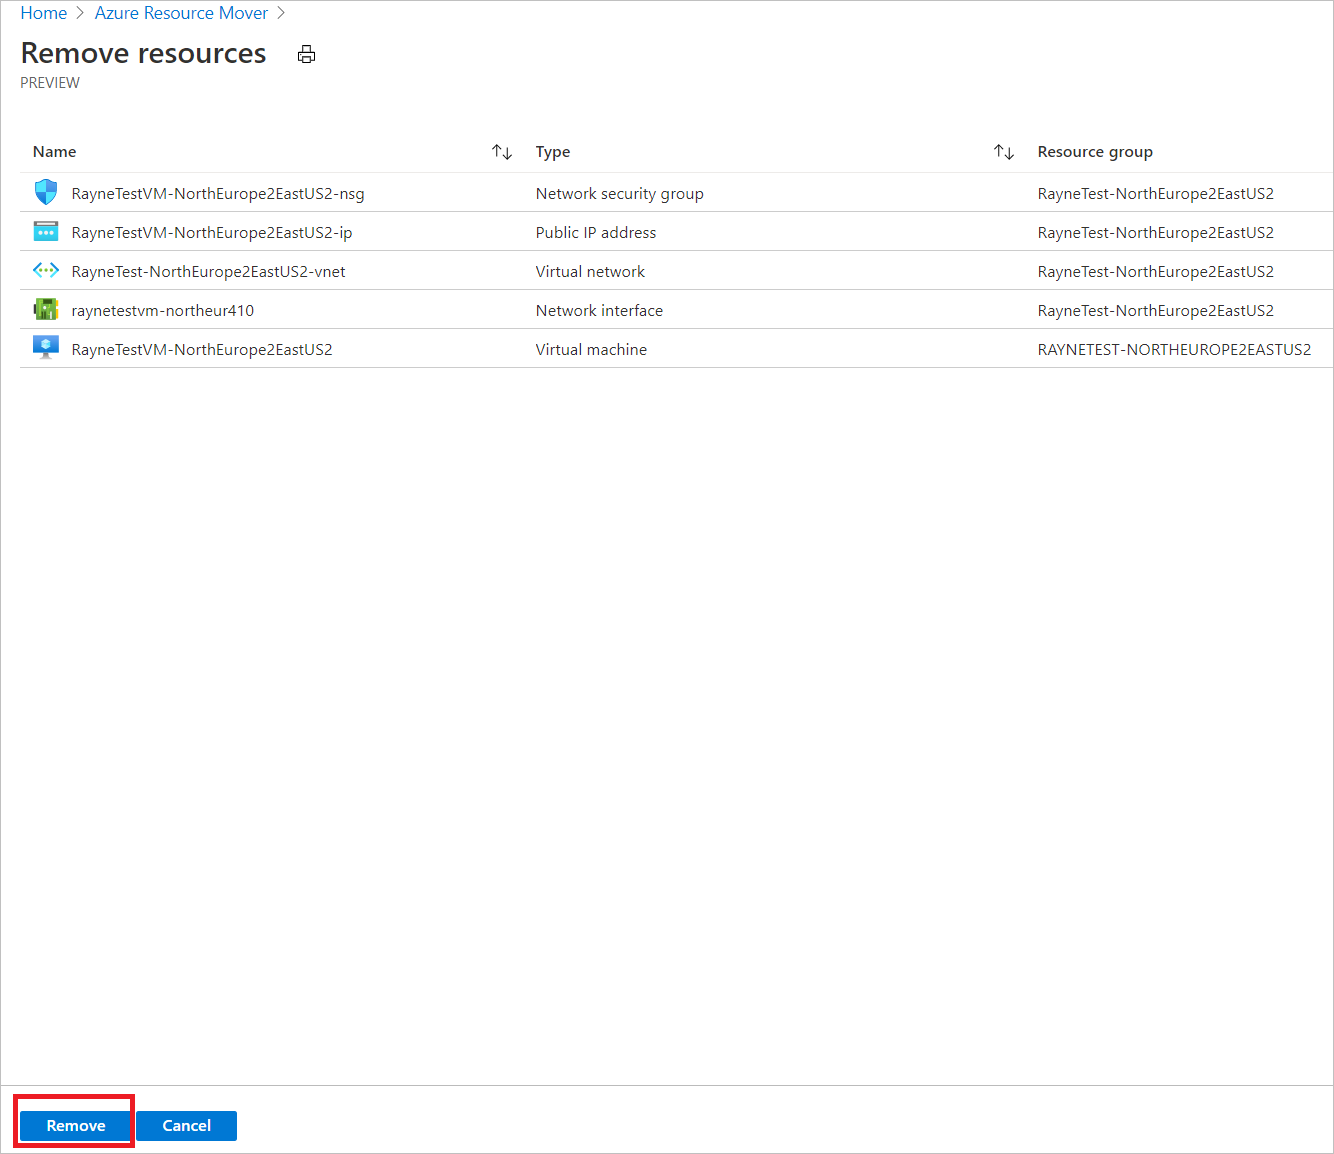 Home > Azure Resource Mover >
Remove resources
PREVIEW
Name Type Resource group
RayneTestVM-NorthEurope2EastUS2-nsg Network security group RayneTest-NorthEurope2EastUS2
RayneTestVM-NorthEurope2EastUS2-ip Public IP address RayneTest-NorthEurope2EastUS2
RayneTest-NorthEurope2EastUS2-vnet Virtual network RayneTest-NorthEurope2EastUS2
raynetestvm-northeur410 Network interface RayneTest-NorthEurope2EastUS2
RayneTestVM-NorthEurope2EastUS2 Virtual machine RAYNETEST-NORTHEUROPE2EASTUS2
Remove Cancel